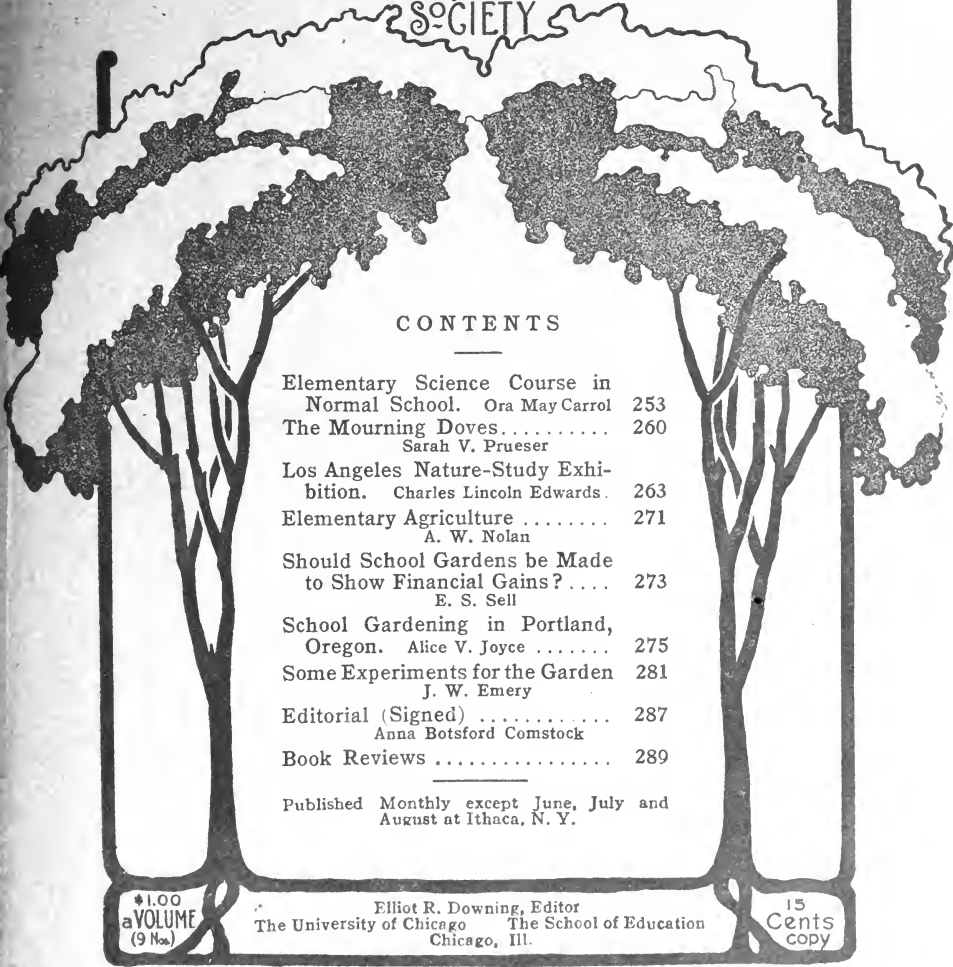 SOCIETY
CONTENTS
Elementary Science Course in
Normal School. Ora May Carrol 253
The Mourning Doves.......... 260
Sarah V. Prueser
Los Angeles Nature-Study Exhi-
bition. Charles Lincoln Edwards. 263
Elementary Agriculture ........ 271
A. W. Nolan
Should School Gardens be Made
to Show Financial Gains? .... 273
E. S. Sell
School Gardening in Portland,
Oregon. Alice V. Joyce ....... 275
Some Experiments for the Garden 281
J. W. Emery
Editorial (Signed) ............ 287
Anna Botsford Comstock
Book Reviews ................ 289
Published Monthly except June, July and
August at Ithaca, N. Y.
$1.00
a VOLUME
(9 Nos.)
Elliot R. Downing, Editor
The University of Chicago The School of Education
Chicago, Ill.
15
Cents
copy